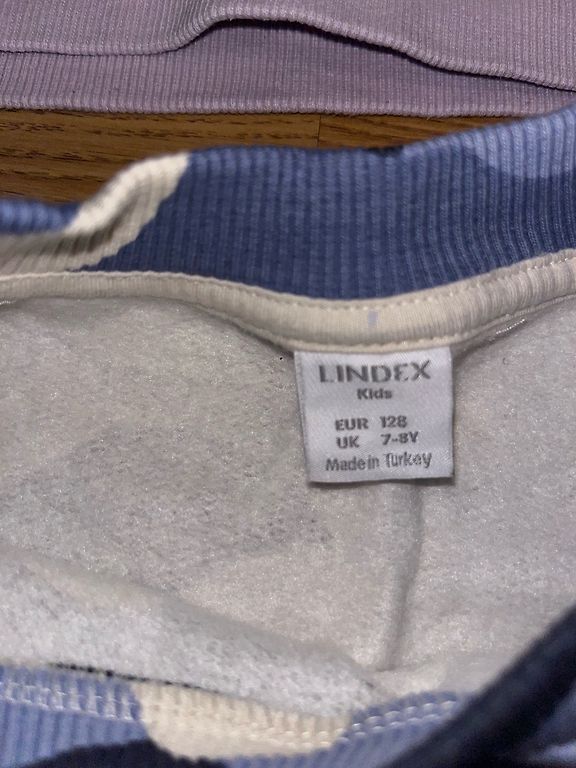 LINDEX
Kids
EUR 128
UK 7-8Y
Made in Turkey